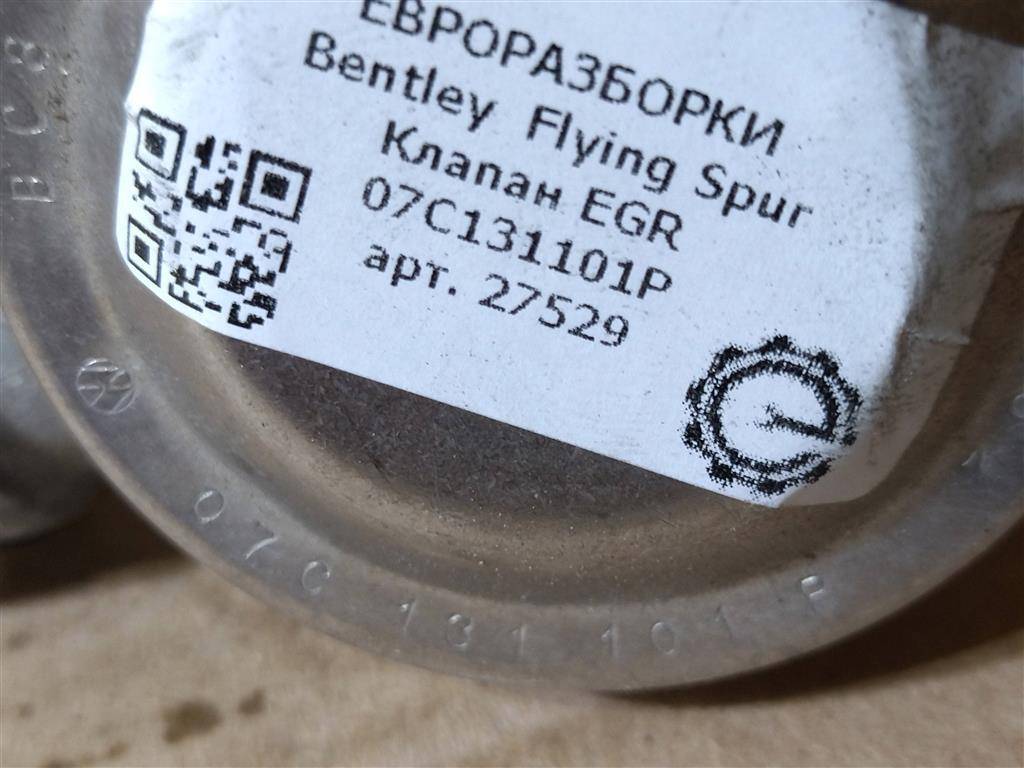 ЕВРОРАЗБОРКИ
Bentley Flying Spur
Клапан EGR
07C131101P
арт. 27529
07C 131 101 P